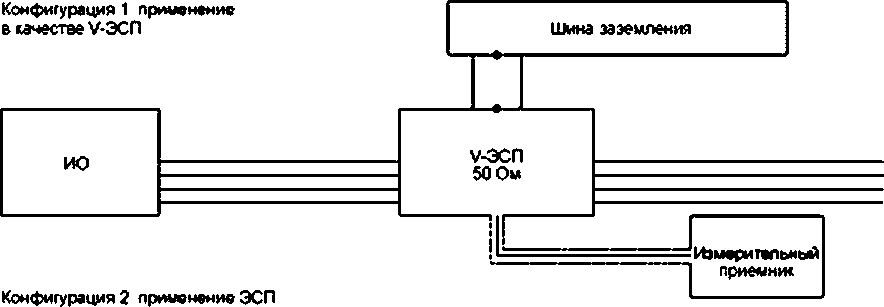 Конфигурация 1 применение
в качестве V-ЭСП
Шина заземления
ИО
V-ЭСП
50 Ом
Измерительный
приемник
Конфигурация 2 применение ЭСП